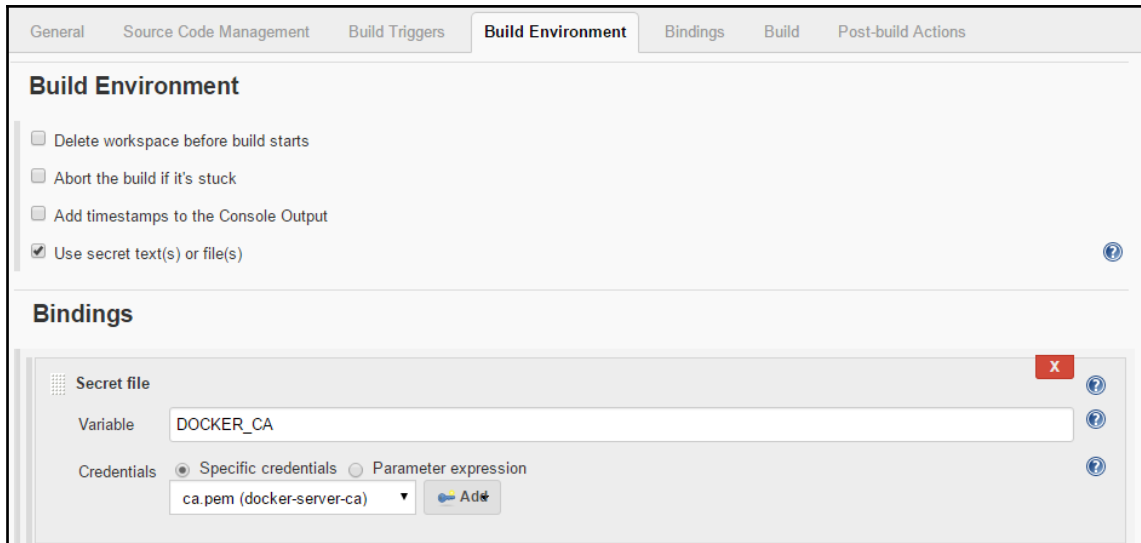 General Source Code Management Build Triggers Build Environment Bindings Build Post-build Actions
Build Environment
Delete workspace before build starts
Abort the build if it's stuck
Add timestamps to the Console Output
Use secret text(s) or file(s)
Bindings
X
Secret file
Variable DOCKER_CA
Credentials Specific credentials Parameter expression
ca.pem (docker-server-ca) Add